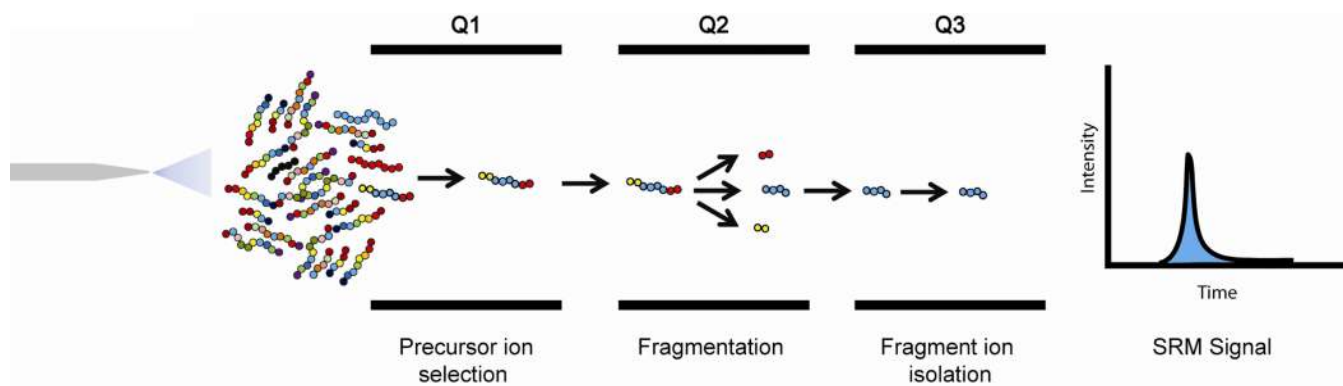 Q1
Q2
Q3
Intensity
Time
Precursor ion
selection
Fragmentation
Fragment ion
isolation
SRM Signal